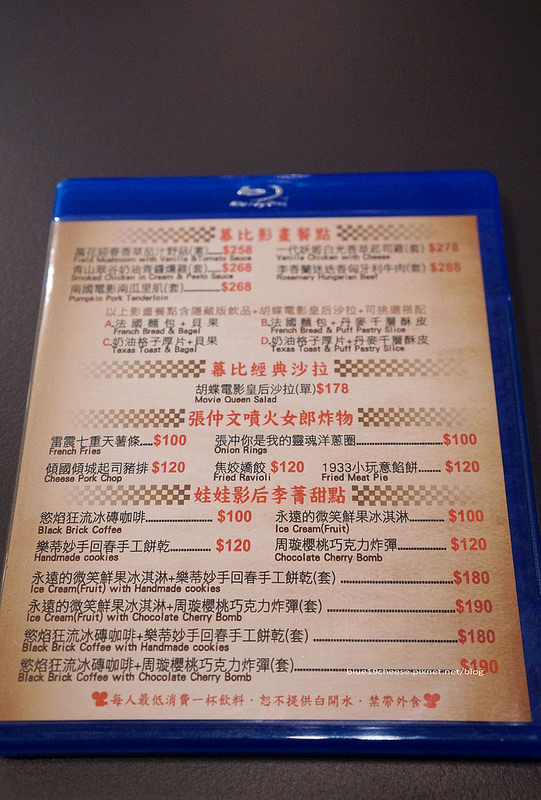 Blu-ray Disc
幕比影畫餐點
萬花迎春香草茄汁野菇(素)....$258 一代妖姬白光香草起司雞(套) $278
Field Mushroom with Vanilla &Tomato Sauce Vanilla Chicken with Cheese
青山翠谷奶油青醬燻雞(套)....$268 李香蘭迷迭香匈牙利牛肉(套) $288
Smoked Chicken in Cream & Pesto Sauce Rosemary Hungarian Beef
南國電影南瓜里肌(套)............$268
Pumpkin Pork Tenderloin
以上影畫餐點含隱藏版飲品+胡蝶電影皇后沙拉+可挑選搭配
A.法國麵包+貝果 B.法國麵包+丹麥千層酥皮
French Bread & Bagel French Bread & Puff Pastry Slice
C.奶油格子厚片+貝果 D.奶油格子厚片+丹麥千層酥皮
Texas Toast & Bagel Texas Toast & Puff Pastry Slice
幕比經典沙拉
胡蝶電影皇后沙拉(單)$178
Movie Queen Salad
張仲文噴火女郎炸物
雷震七重天薯條.....$100 張冲你是我的靈魂洋蔥圈..............................$100
French Fries Onion Rings
傾國傾城起司豬排 $120 焦姣嬌餃 $120 1933小玩意餡餅........ $120
Cheese Pork Chop Fried Ravioli Fried Meat Pie
娃娃影后李菁甜點
慾焰狂流冰磚咖啡........................ $100 永遠的微笑鮮果冰淇淋............. $100
Black Brick Coffee Ice Cream(Fruit)
樂蒂妙手回春手工餅乾................ $120 周璇櫻桃巧克力炸彈................ $120
Handmade cookies Chocolate Cherry Bomb
永遠的微笑鮮果冰淇淋+樂蒂妙手回春手工餅乾(套) ..............................$180
Ice Cream(Fruit) with Handmade cookies
永遠的微笑鮮果冰淇淋+周璇櫻桃巧克力炸彈(套) ...................................$190
Ice Cream(Fruit) with Chocolate Cherry Bomb
慾焰狂流冰磚咖啡+樂蒂妙手回春手工餅乾(套) .......................................$180
Black Brick Coffee with Handmade cookies
慾焰狂流冰磚咖啡+周璇櫻桃巧克力炸彈(套)............................................$190
Black Brick Coffee with Chocolate Cherry Bomb
blue19cheese.pixnet.net/blog
每人最低消費一杯飲料‧恕不提供白開水‧禁帶外食